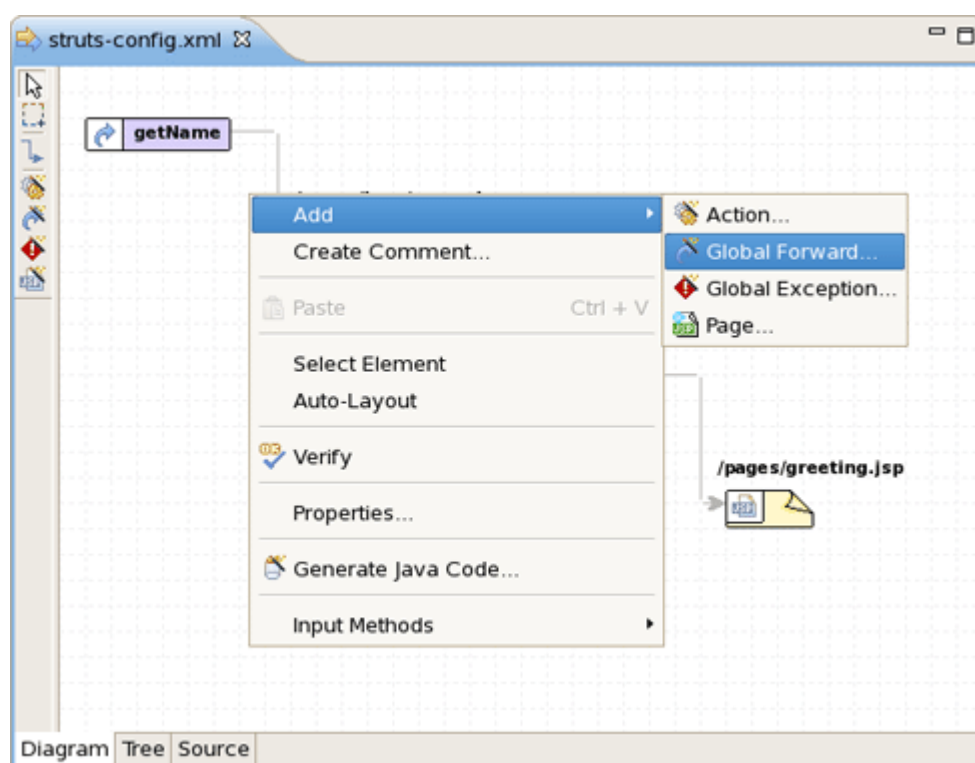 struts-config.xml
getName
Add
Action...
Create Comment...
Global Forward...
Paste Ctrl + V
Global Exception...
Page...
Select Element
Auto-Layout
Verify
/pages/greeting.jsp
Properties...
Generate Java Code...
Input Methods
Diagram Tree Source